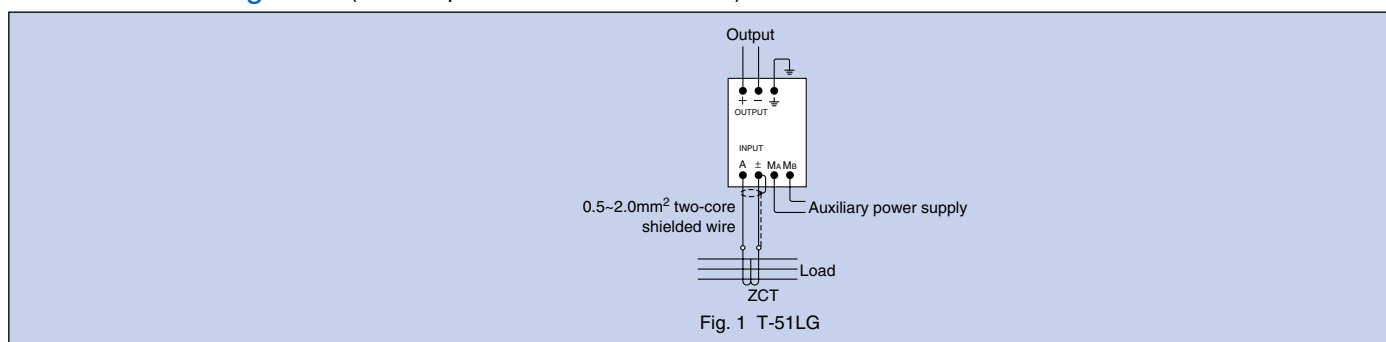 Output
+ − ⏚
OUTPUT
INPUT
A ± MA MB
0.5~2.0mm² two-core
shielded wire
Auxiliary power supply
Load
ZCT
Fig. 1 T-51LG